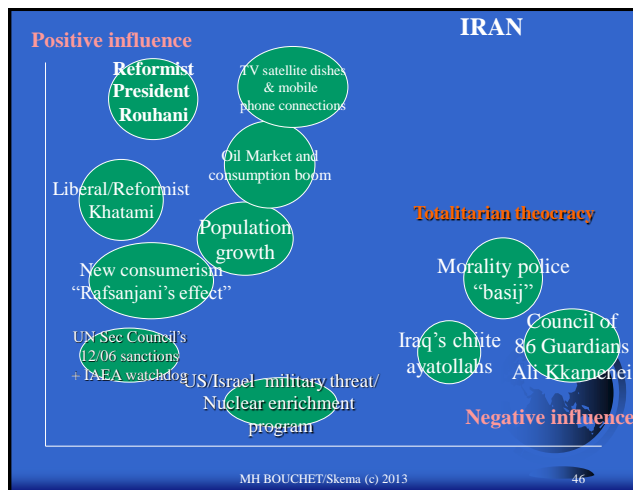 IRAN
Positive influence
Reformist
President
Rouhani
TV satellite dishes
& mobile
phone connections
Oil Market and
consumption boom
Liberal/Reformist
Khatami
Population
growth
Totalitarian theocracy
New consumerism
“Rafsanjani’s effect”
Morality police
“basij”
UN Sec Council’s
12/06 sanctions
+ IAEA watchdog
Iraq’s chiite
ayatollahs
Council of
86 Guardians
Ali Kkamenei
US/Israel military threat/
Nuclear enrichment
program
Negative influence
MH BOUCHET/Skema (c) 2013
46